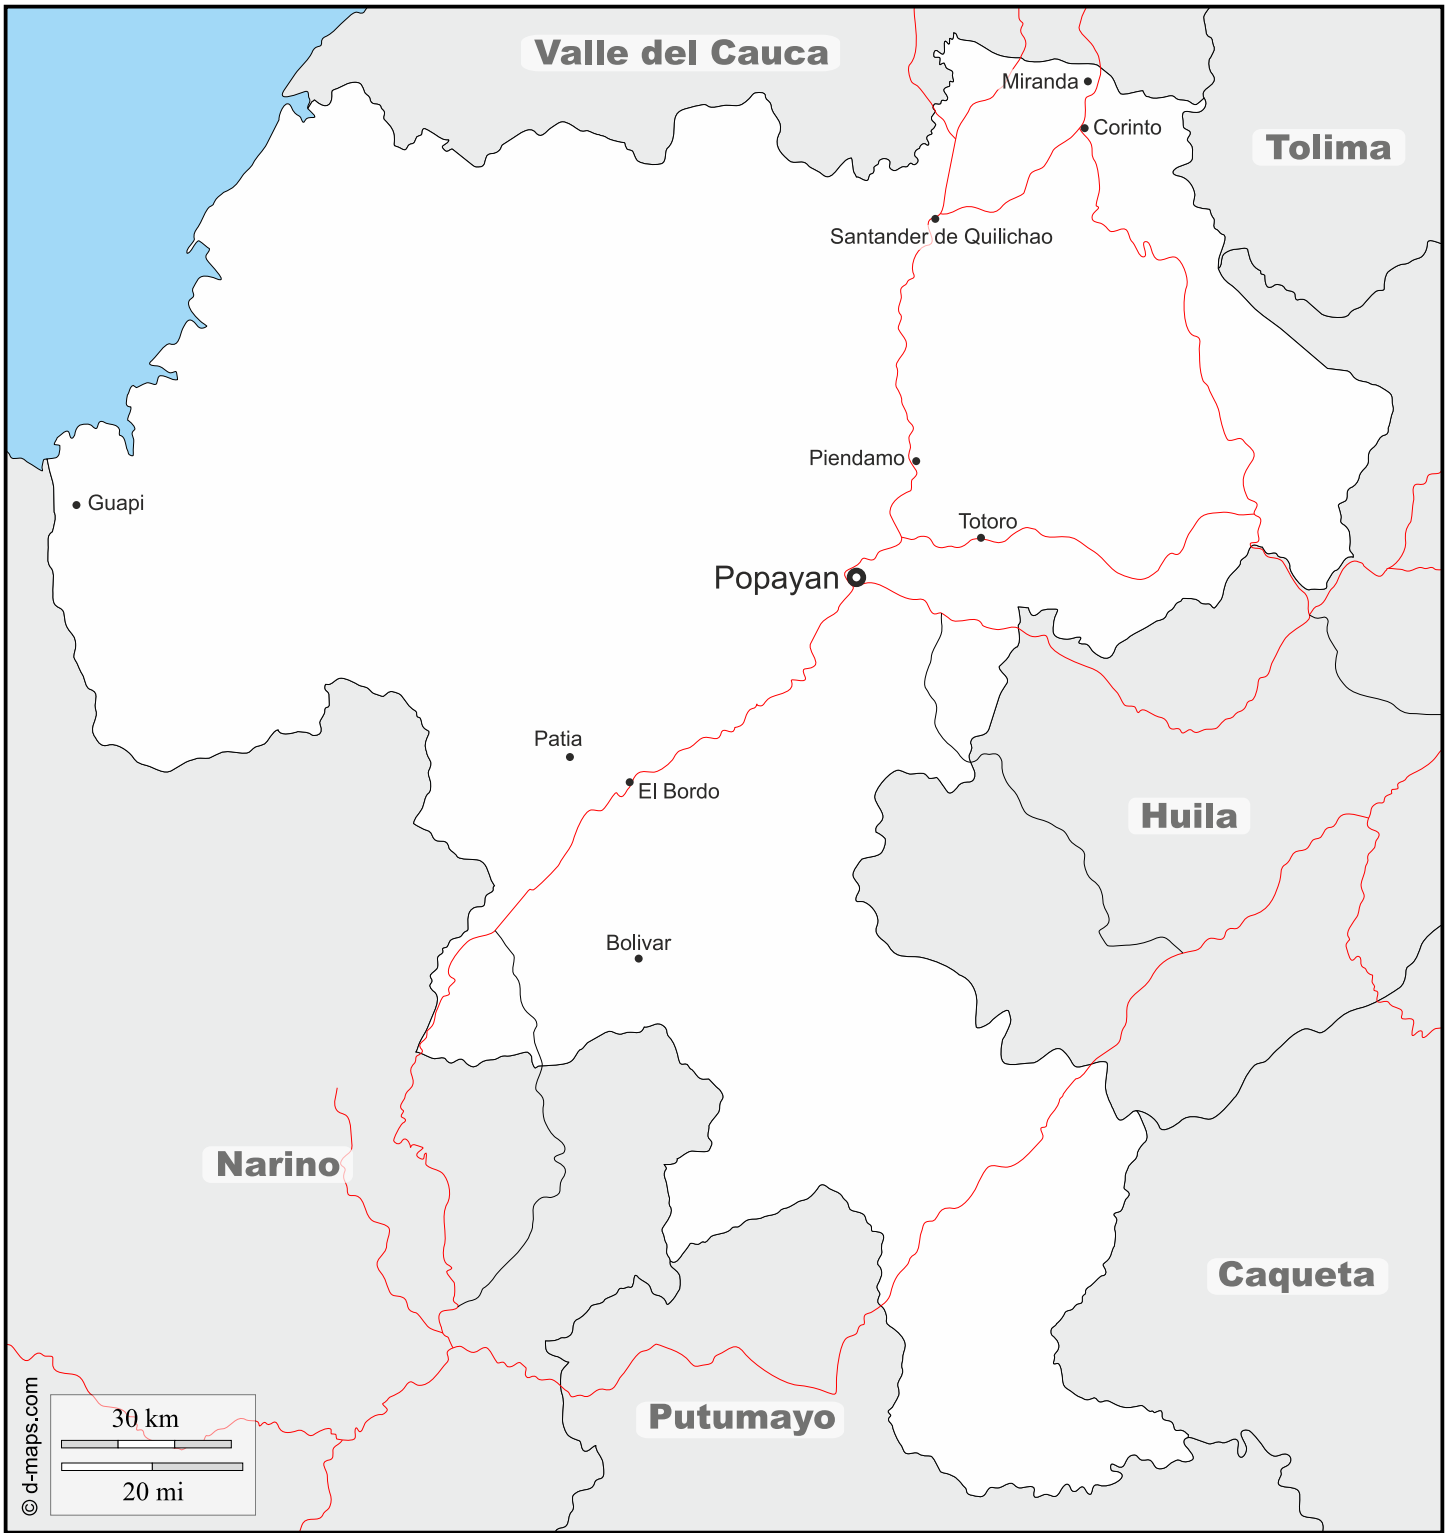 Valle del Cauca
Miranda
Corinto
Tolima
Santander de Quilichao
Piendamo
Guapi
Totoro
Popayan
Patia
El Bordo
Huila
Bolivar
Narino
Caqueta
Putumayo
30 km
20 mi
© d-maps.com